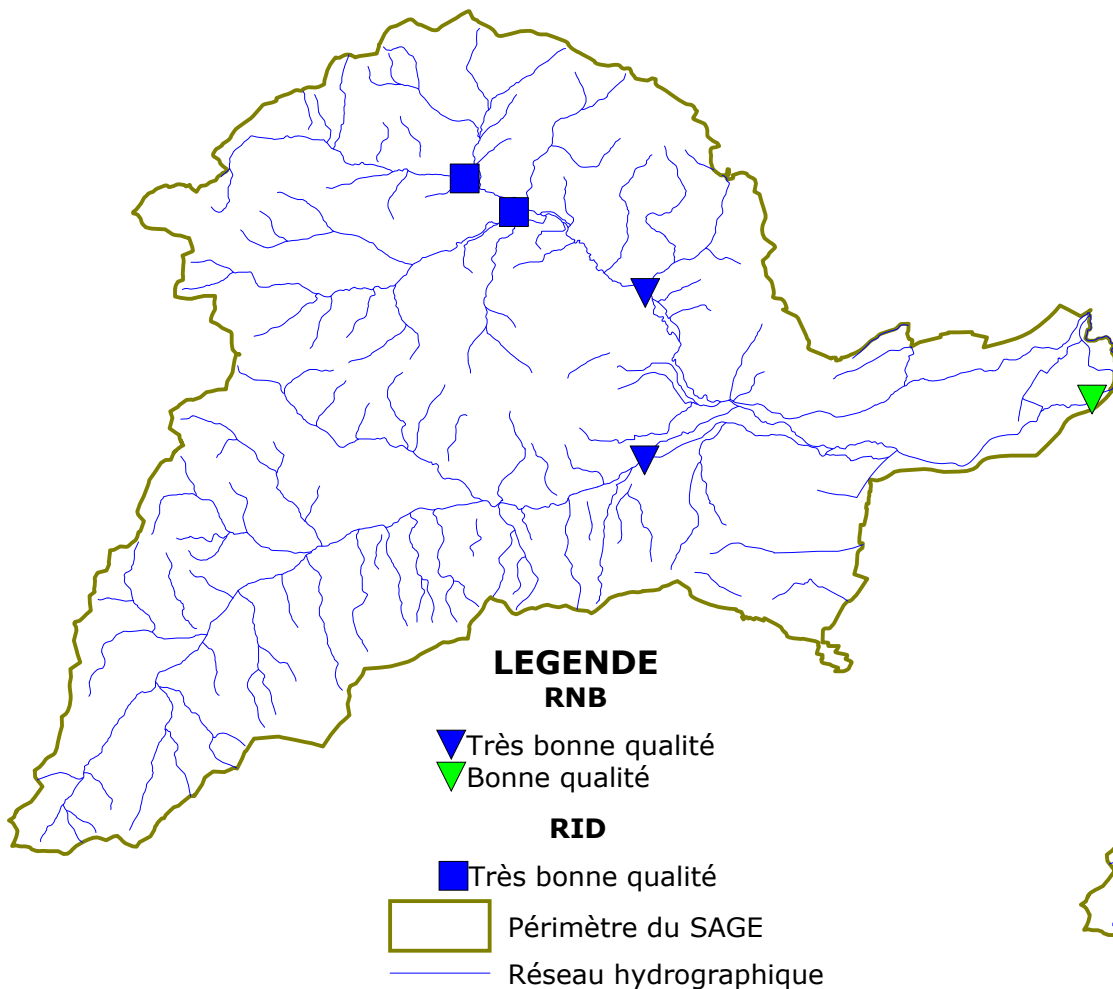 LEGENDE
RNB
Très bonne qualité
Bonne qualité
RID
Très bonne qualité
Périmètre du SAGE
Réseau hydrographique